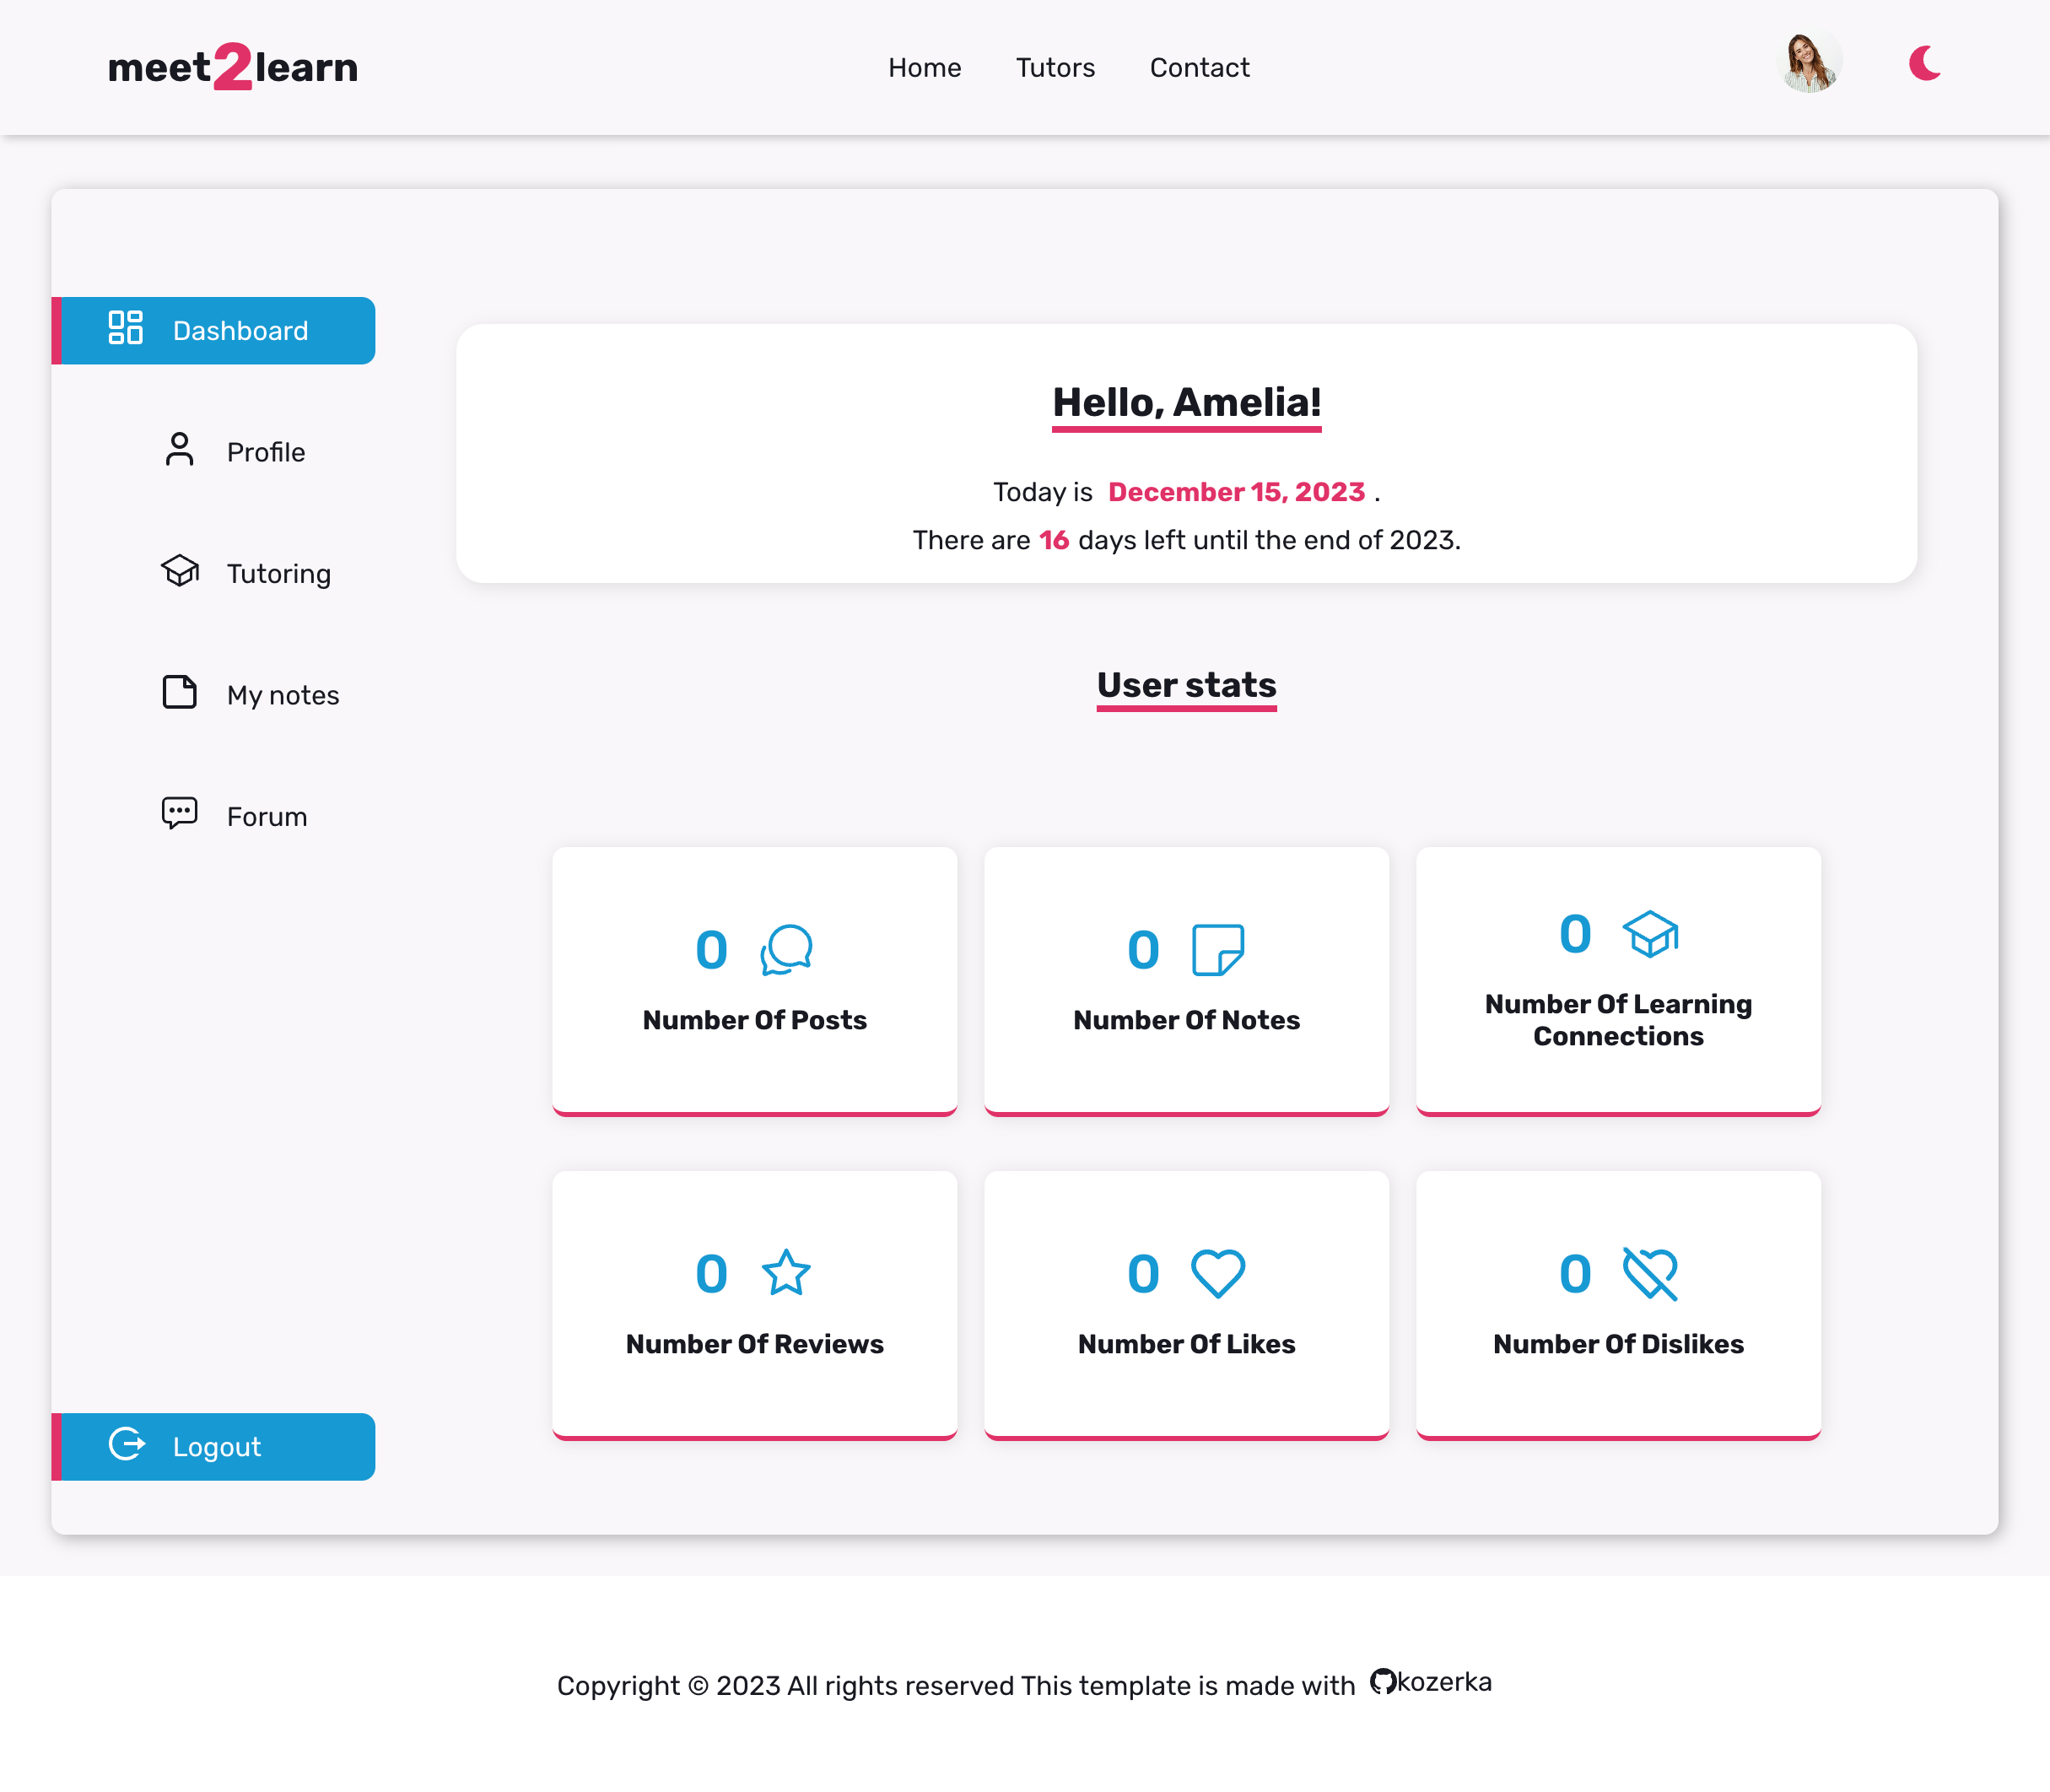 meet2learn
Home Tutors Contact
Dashboard
Profile
Tutoring
My notes
Forum
Logout
Hello, Amelia!
Today is December 15, 2023 .
There are 16 days left until the end of 2023.
User stats
0
Number Of Posts
0
Number Of Notes
0
Number Of Learning
Connections
0
Number Of Reviews
0
Number Of Likes
0
Number Of Dislikes
Copyright © 2023 All rights reserved This template is made with kozerka